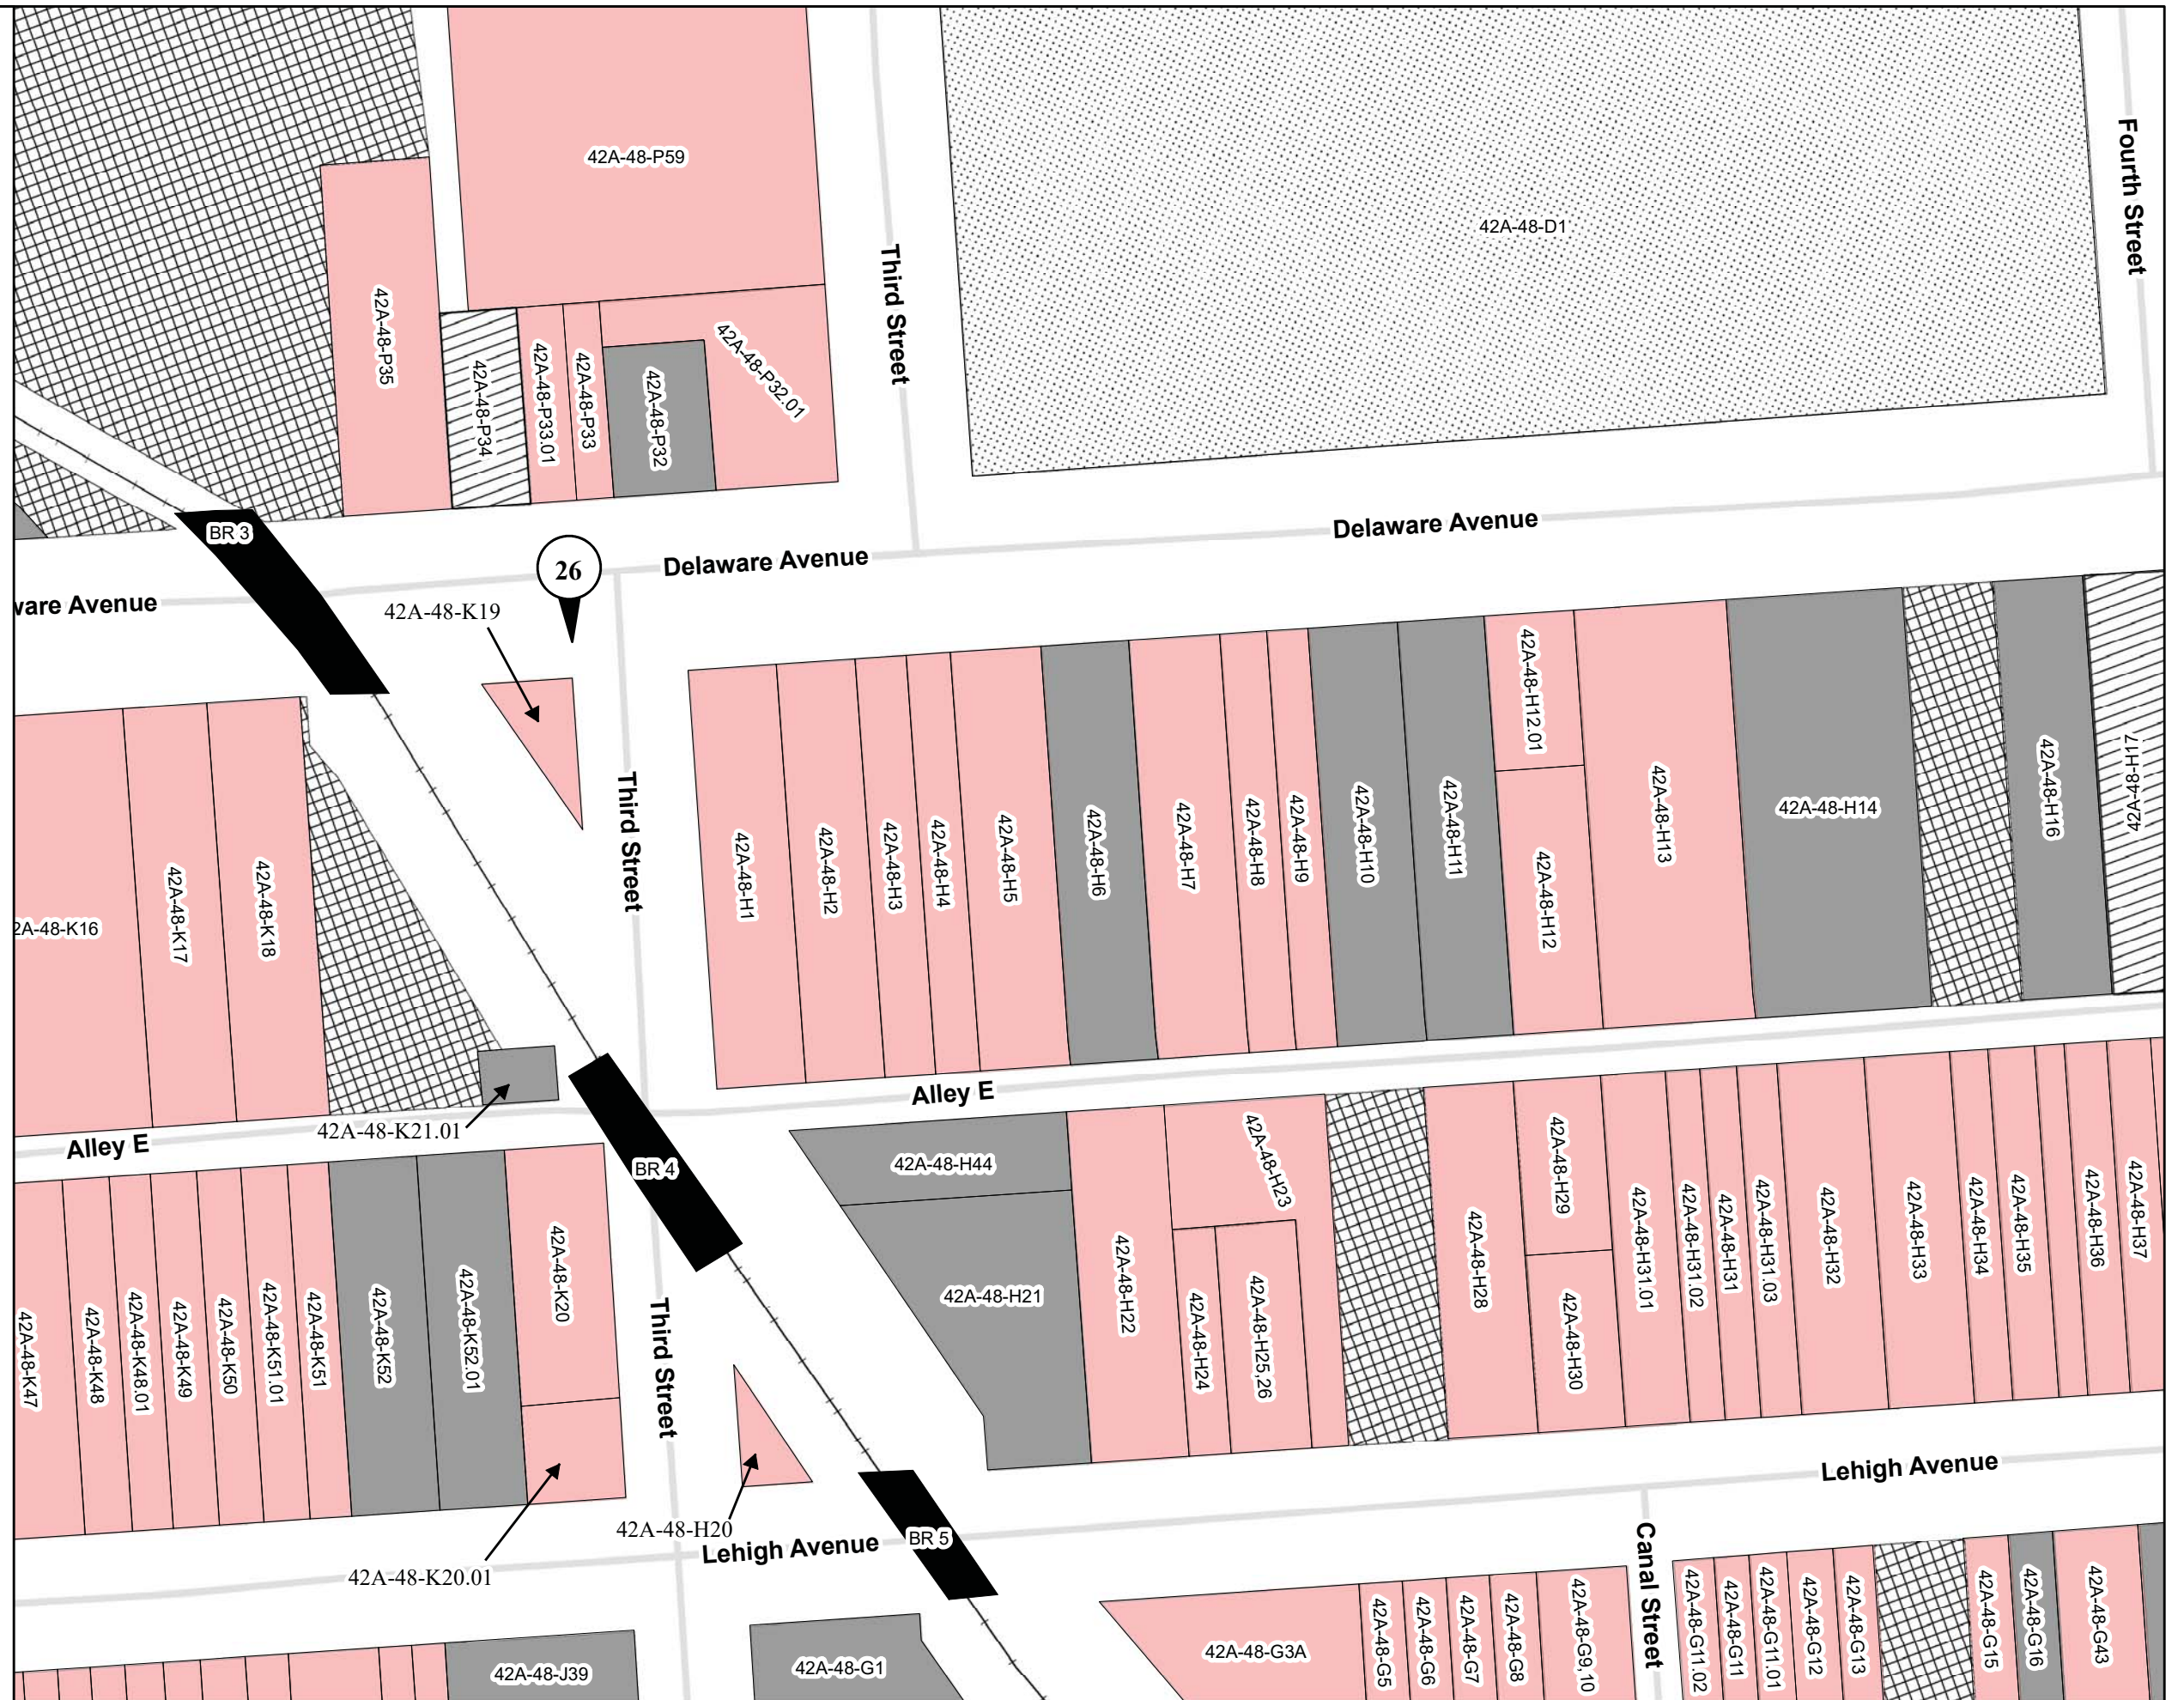 42A-48-P59
42A-48-D1
Fourth Street
Third Street
42A-48-P35
42A-48-P34
42A-48-P33.01
42A-48-P33
42A-48-P32
42A-48-P32.01
BR 3
26
Delaware Avenue
Delaware Avenue
ware Avenue
42A-48-K19
Third Street
42A-48-H1
42A-48-H2
42A-48-H3
42A-48-H4
42A-48-H5
42A-48-H6
42A-48-H7
42A-48-H8
42A-48-H9
42A-48-H10
42A-48-H11
42A-48-H12.01
42A-48-H12
42A-48-H13
42A-48-H14
42A-48-H16
42A-48-H17
2A-48-K16
42A-48-K17
42A-48-K18
Alley E
42A-48-K21.01
Alley E
BR 4
42A-48-H44
42A-48-H21
42A-48-H22
42A-48-H23
42A-48-H24
42A-48-H25,26
42A-48-H28
42A-48-H29
42A-48-H30
42A-48-H31.01
42A-48-H31.02
42A-48-H31
42A-48-H31.03
42A-48-H32
42A-48-H33
42A-48-H34
42A-48-H35
42A-48-H36
42A-48-H37
42A-48-K47
42A-48-K48
42A-48-K48.01
42A-48-K49
42A-48-K50
42A-48-K51.01
42A-48-K51
42A-48-K52
42A-48-K52.01
42A-48-K20
Third Street
42A-48-H20
42A-48-K20.01
Lehigh Avenue
BR 5
Lehigh Avenue
Canal Street
42A-48-J39
42A-48-G1
42A-48-G3A
42A-48-G5
42A-48-G6
42A-48-G7
42A-48-G8
42A-48-G9,10
42A-48-G11.02
42A-48-G11
42A-48-G11.01
42A-48-G12
42A-48-G13
42A-48-G15
42A-48-G16
42A-48-G43